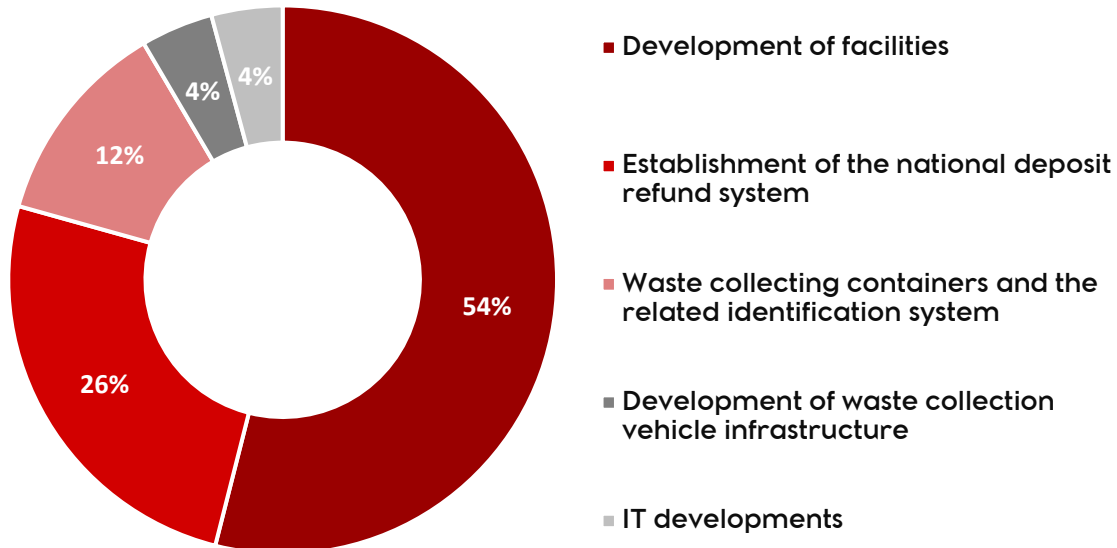 4%
4%
12%
54%
26%
Development of facilities
Establishment of the national deposit
refund system
Waste collecting containers and the
related identification system
Development of waste collection
vehicle infrastructure
IT developments